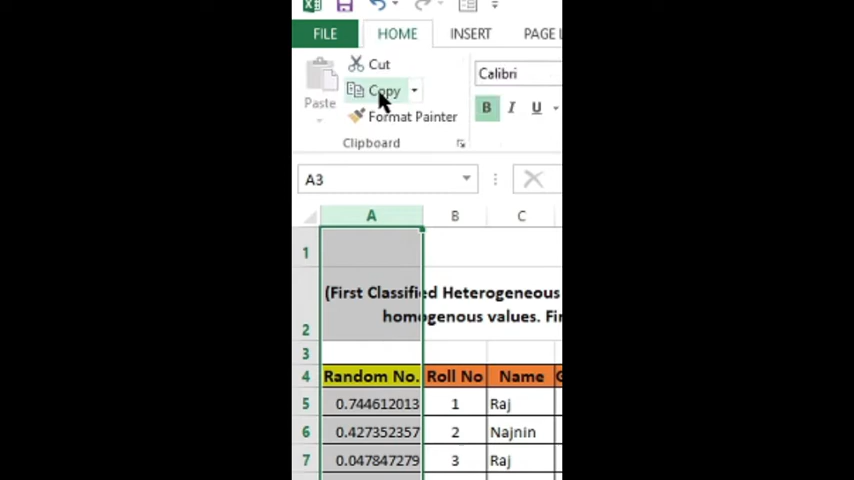 FILE HOME INSERT PAGE
Cut
Copy
Paste
Format Painter
Clipboard
Calibri
B I U
A3
A B C
1
(First Classified Heterogeneous
homogenous values.
2
3
4 Random No. Roll No Name
5 0.744612013 1 Raj
6 0.427352357 2 Najnin
7 0.047847279 3 Raj